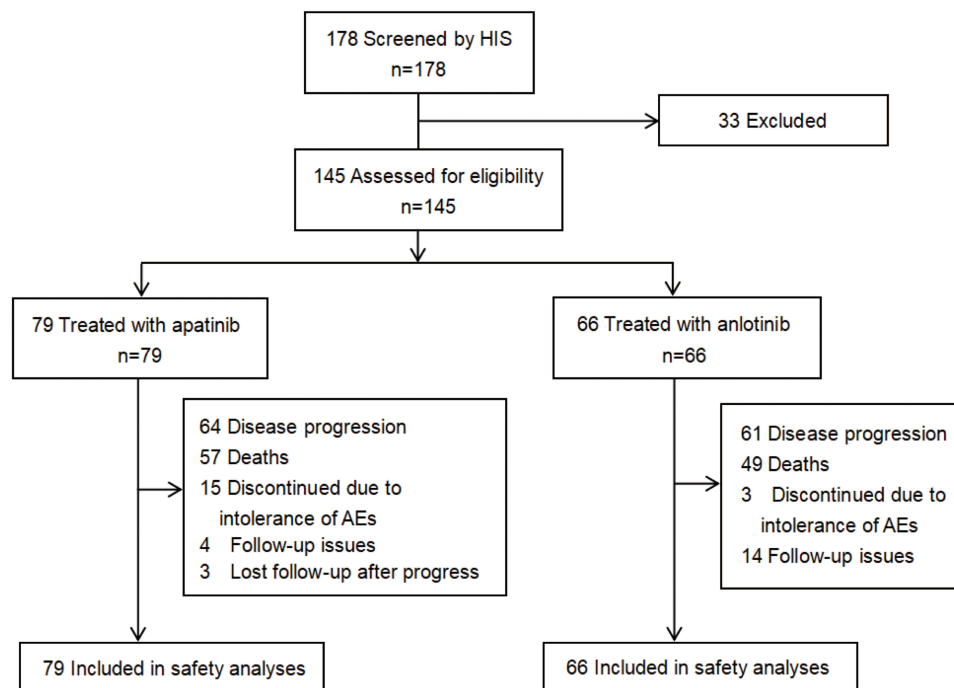 178 Screened by HIS
n=178
33 Excluded
145 Assessed for eligibility
n=145
79 Treated with apatinib
n=79
66 Treated with anlotinib
n=66
64 Disease progression
57 Deaths
15 Discontinued due to
intolerance of AEs
4 Follow-up issues
3 Lost follow-up after progress
61 Disease progression
49 Deaths
3 Discontinued due to
intolerance of AEs
14 Follow-up issues
79 Included in safety analyses
66 Included in safety analyses